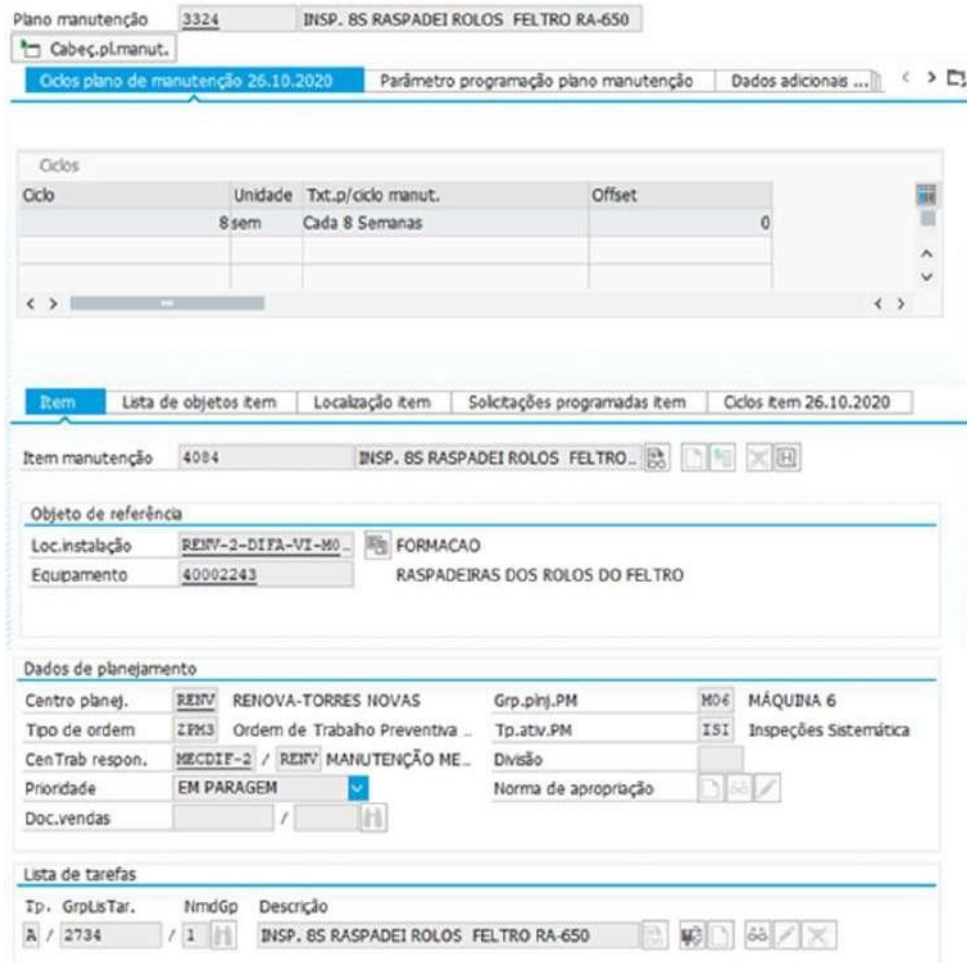 Plano manutenção 3324 INSP. 8S RASPADEI ROLOS FELTRO RA-650
Cabeç.pl.manut.
Ciclos plano de manutenção 26.10.2020 Parâmetro programação plano manutenção Dados adicionais ...
Ciclos
Ciclo Unidade Txt.p/ciclo manut. Offset
8 sem Cada 8 Semanas 0
Item Lista de objetos item Localização item Solicitações programadas item Ciclos item 26.10.2020
Item manutenção 4084 INSP. 8S RASPADEI ROLOS FELTRO...
Objeto de referência
Loc.instalação RENV-2-DIFA-VI-M0... FORMACAO
Equipamento 40002243 RASPADEIRAS DOS ROLOS DO FELTRO
Dados de planejamento
Centro planej. RENV RENOVA-TORRES NOVAS Grp.plnj.PM M06 MÁQUINA 6
Tipo de ordem ZPM3 Ordem de Trabalho Preventiva ... Tp.ativ.PM ISI Inspeções Sistemática
CenTrab respon. MECDIF-2 / RENV MANUTENÇÃO ME... Divisão
Prioridade EM PARAGEM Norma de apropriação
Doc.vendas /
Lista de tarefas
Tp. GrpLisTar. NmdGp Descrição
A / 2734 / 1 INSP. 8S RASPADEI ROLOS FELTRO RA-650